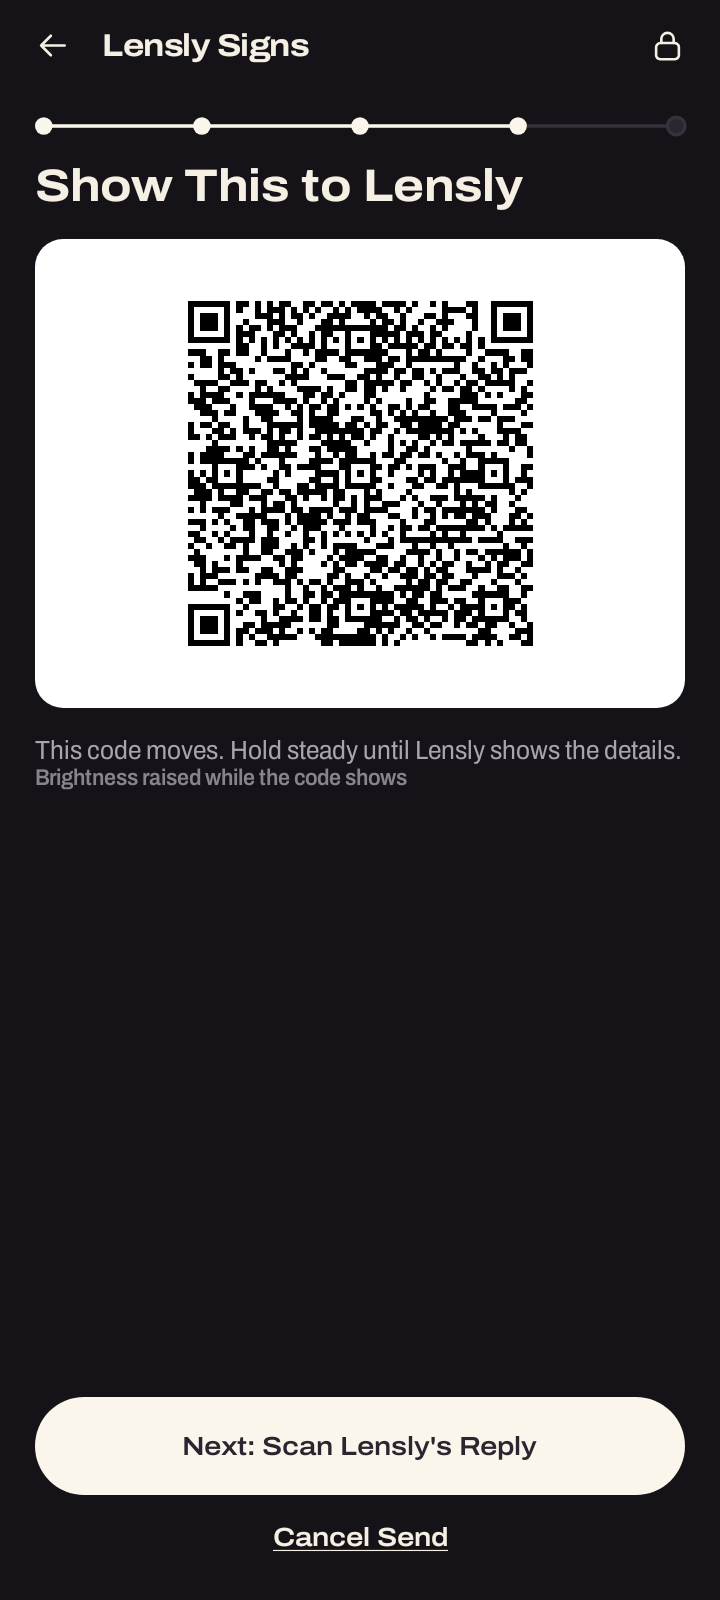 Lensly Signs
Show This to Lensly
This code moves. Hold steady until Lensly shows the details.
Brightness raised while the code shows
Next: Scan Lensly's Reply
Cancel Send